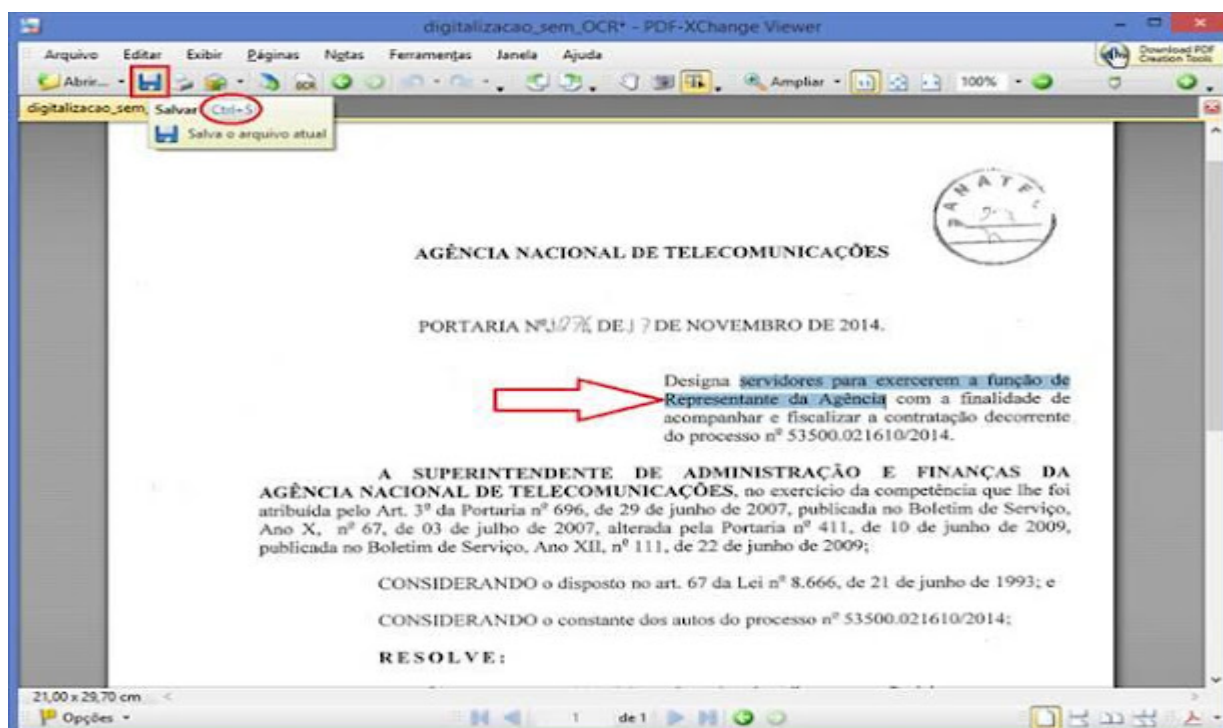 digitalizacao_sem_OCR* - PDF-XChange Viewer
Arquivo Editar Exibir Páginas Notas Ferramentas Janela Ajuda
Download PDF
Creation Tools
Abrir... OCR Ampliar 100%
digitalizacao_sem_
Salvar Ctrl+S
Salva o arquivo atual
ANATEL
AGÊNCIA NACIONAL DE TELECOMUNICAÇÕES
PORTARIA Nº DE 17 DE NOVEMBRO DE 2014.
Designa servidores para exercerem a função de
Representante da Agência com a finalidade de
acompanhar e fiscalizar a contratação decorrente
do processo nº 53500.021610/2014.
A SUPERINTENDENTE DE ADMINISTRAÇÃO E FINANÇAS DA
AGÊNCIA NACIONAL DE TELECOMUNICAÇÕES, no exercício da competência que lhe foi
atribuída pelo Art. 3º da Portaria nº 696, de 29 de junho de 2007, publicada no Boletim de Serviço,
Ano X, nº 67, de 03 de julho de 2007, alterada pela Portaria nº 411, de 10 de junho de 2009,
publicada no Boletim de Serviço, Ano XII, nº 111, de 22 de junho de 2009;
CONSIDERANDO o disposto no art. 67 da Lei nº 8.666, de 21 de junho de 1993; e
CONSIDERANDO o constante dos autos do processo nº 53500.021610/2014;
RESOLVE:
21,00 x 29,70 cm
Opções 1 de 1